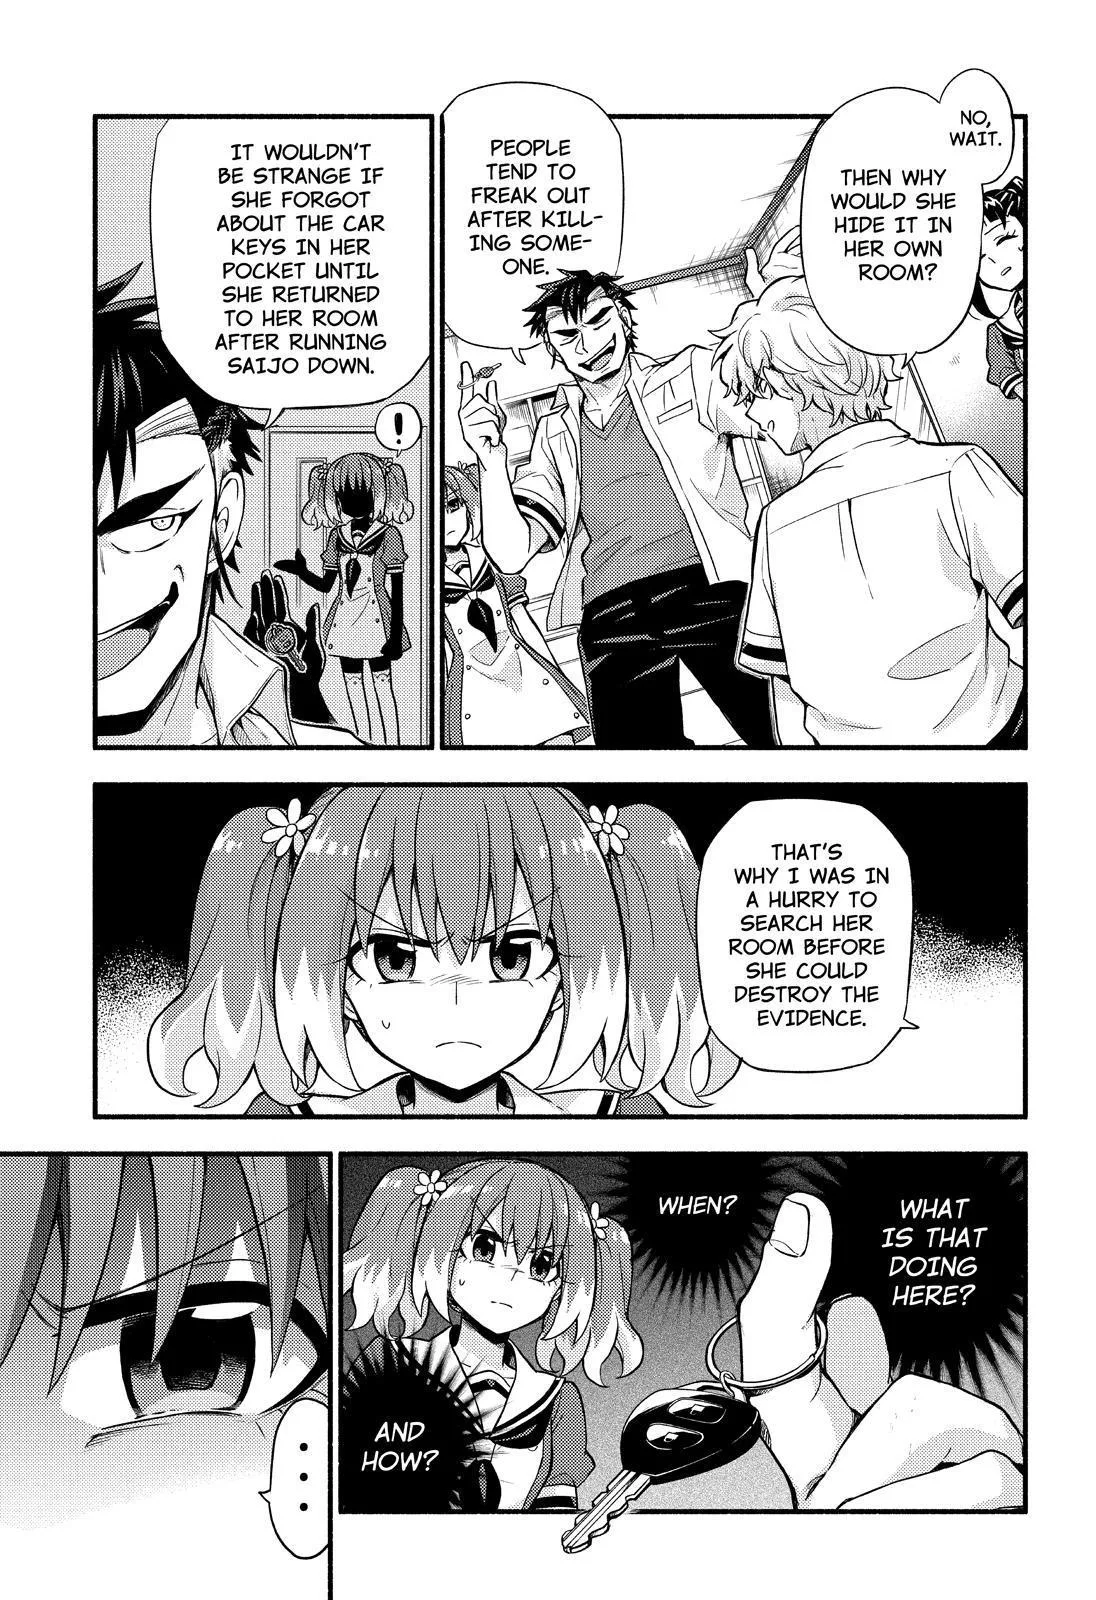 NO,
WAIT.
THEN WHY
WOULD SHE
HIDE IT IN
HER OWN
ROOM?
PEOPLE
TEND TO
FREAK OUT
AFTER KILL-
ING SOME-
ONE.
IT WOULDN'T
BE STRANGE IF
SHE FORGOT
ABOUT THE CAR
KEYS IN HER
POCKET UNTIL
SHE RETURNED
TO HER ROOM
AFTER RUNNING
SAIJO DOWN.
!
THAT'S
WHY I WAS IN
A HURRY TO
SEARCH HER
ROOM BEFORE
SHE COULD
DESTROY THE
EVIDENCE.
WHAT
IS THAT
DOING
HERE?
WHEN?
AND
HOW?
...